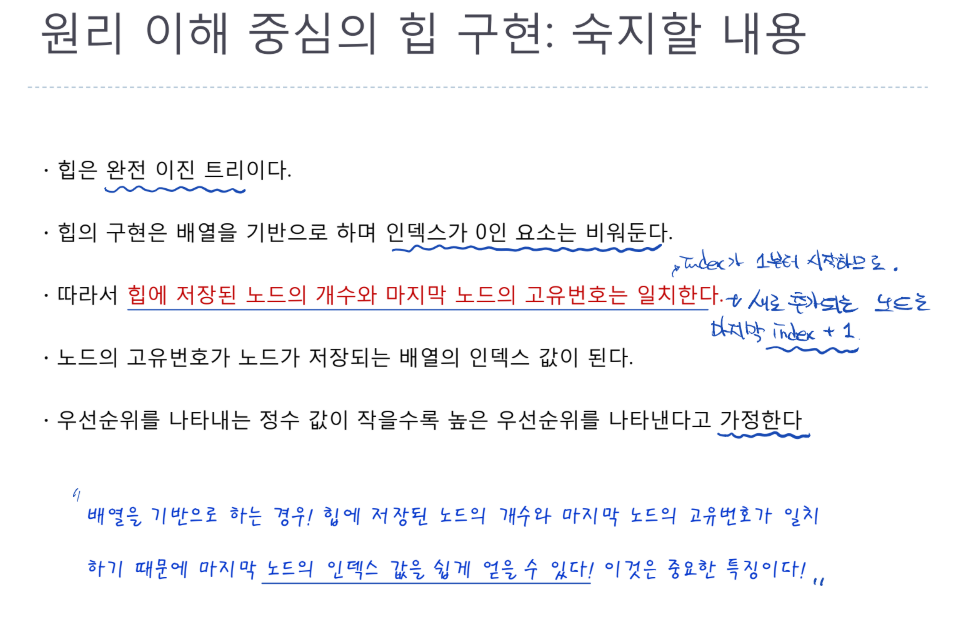 원리 이해 중심의 힙 구현: 숙지할 내용
· 힙은 완전 이진 트리이다.
· 힙의 구현은 배열을 기반으로 하며 인덱스가 0인 요소는 비워둔다.
Index가 1부터 시작하므로.
· 따라서 힙에 저장된 노드의 개수와 마지막 노드의 고유번호는 일치한다.
새로 추가되는 노드는
마지막 index + 1
· 노드의 고유번호가 노드가 저장되는 배열의 인덱스 값이 된다.
· 우선순위를 나타내는 정수 값이 작을수록 높은 우선순위를 나타낸다고 가정한다
" 배열을 기반으로 하는 경우! 힙에 저장된 노드의 개수와 마지막 노드의 고유번호가 일치
하기 때문에 마지막 노드의 인덱스 값을 쉽게 얻을 수 있다! 이것은 중요한 특징이다! "